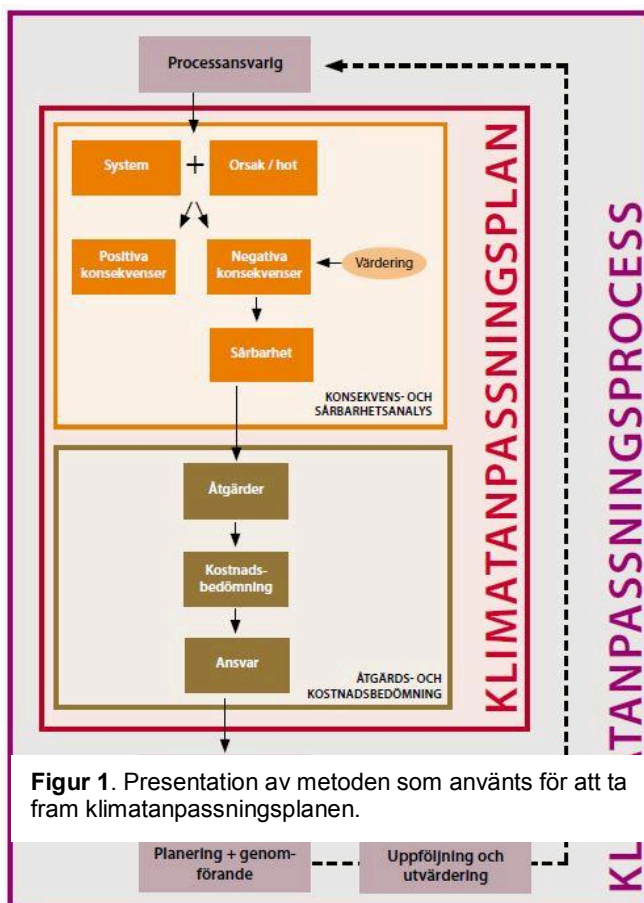 Processansvarig
System
+
Orsak / hot
Positiva
konsekvenser
Negativa
konsekvenser
Värdering
Sårbarhet
KONSEKVENS- OCH
SÅRBARHETSANALYS
Åtgärder
Kostnads-
bedömning
Ansvar
ÅTGÄRDS- OCH
KOSTNADSBEDÖMNING
KLIMATANPASSNINGSPLAN
Figur 1. Presentation av metoden som använts för att ta
fram klimatanpassningsplanen.
Planering + genom-
förande
Uppföljning och
utvärdering